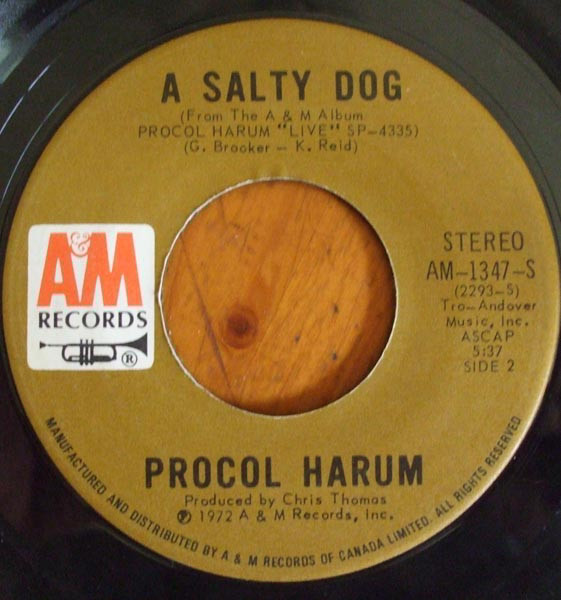 A SALTY DOG
(From The A & M Album
PROCOL HARUM "LIVE" SP-4335)
(G. Brooker - K. Reid)
A&M
RECORDS
®
STEREO
AM-1347-S
(2293-S)
Tro-Andover
Music, Inc.
ASCAP
5:37
SIDE 2
PROCOL HARUM
Produced by Chris Thomas
℗ 1972 A & M Records, Inc.
MANUFACTURED AND DISTRIBUTED BY A & M RECORDS OF CANADA LIMITED. ALL RIGHTS RESERVED